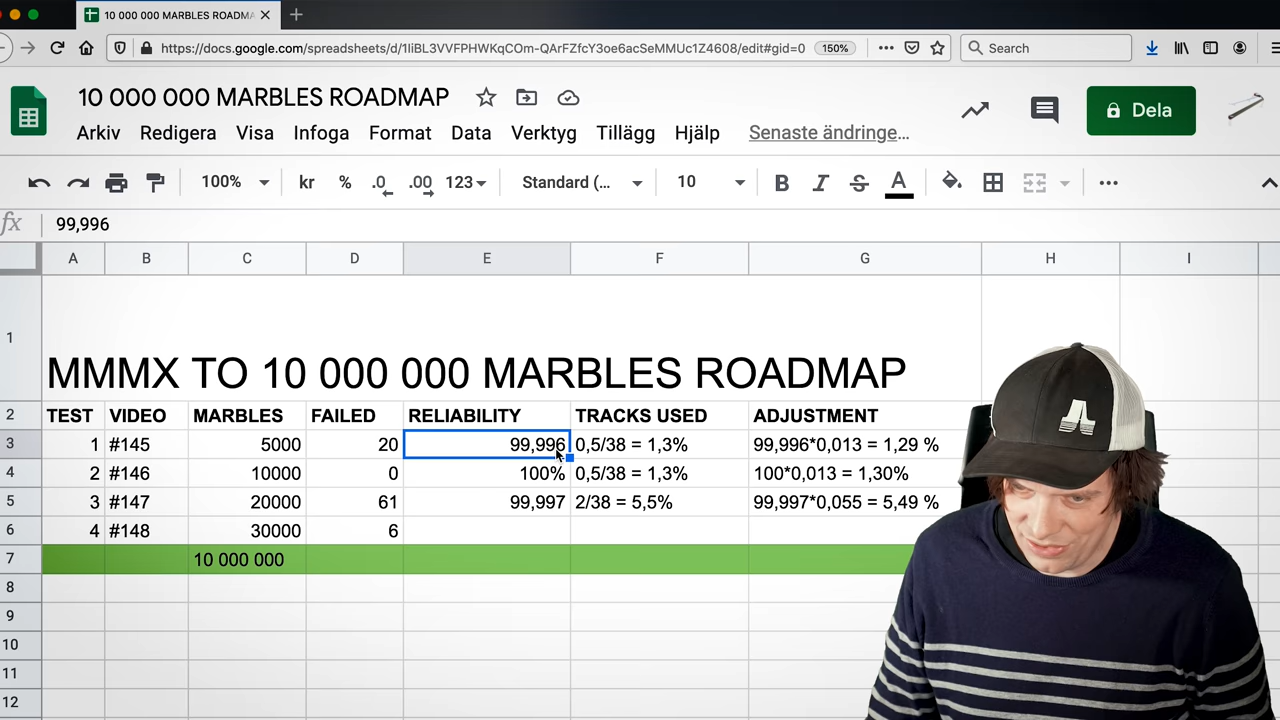 10 000 000 MARBLES ROADMA
https://docs.google.com/spreadsheets/d/1liBL3VVFPHWKqCOm-QArFZfcY3oe6acSeMMUc1Z4608/edit#gid=0
150%
Search
10 000 000 MARBLES ROADMAP
Arkiv Redigera Visa Infoga Format Data Verktyg Tillägg Hjälp Senaste ändringe...
Dela
100% kr % .0 .00 123 Standard (... 10 B I S A
fx 99,996
A B C D E F G H I
1 MMMX TO 10 000 000 MARBLES ROADMAP
2 TEST VIDEO MARBLES FAILED RELIABILITY TRACKS USED ADJUSTMENT
3 1 #145 5000 20 99,996 0,5/38 = 1,3% 99,996*0,013 = 1,29 %
4 2 #146 10000 0 100% 0,5/38 = 1,3% 100*0,013 = 1,30%
5 3 #147 20000 61 99,997 2/38 = 5,5% 99,997*0,055 = 5,49 %
6 4 #148 30000 6
7 10 000 000
8
9
10
11
12